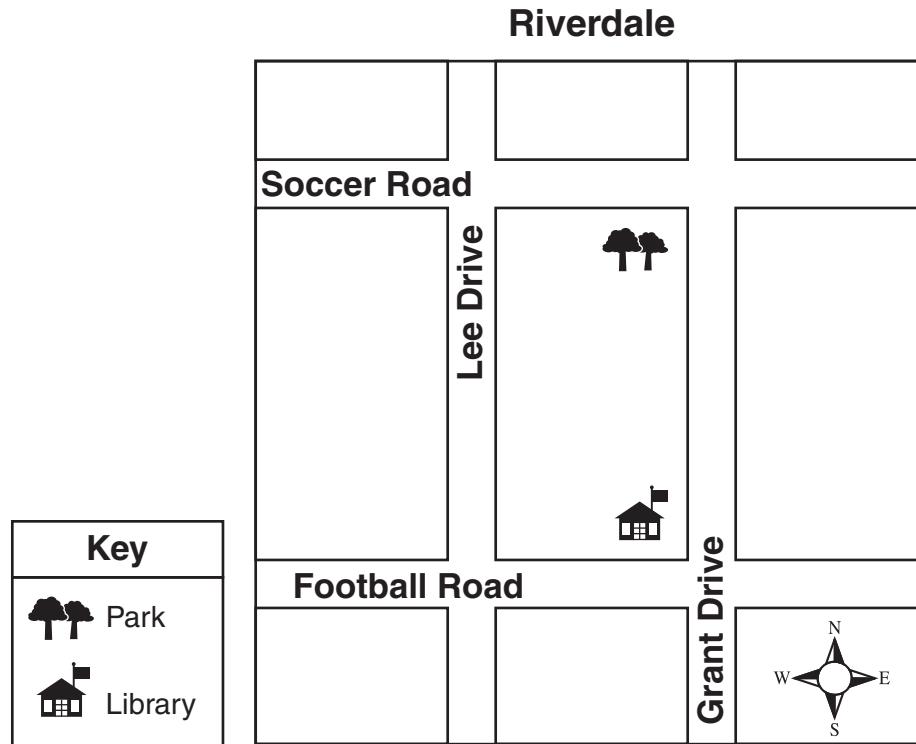 Riverdale
Soccer Road
Lee Drive
Football Road
Grant Drive
Key
Park
Library
N
W
E
S